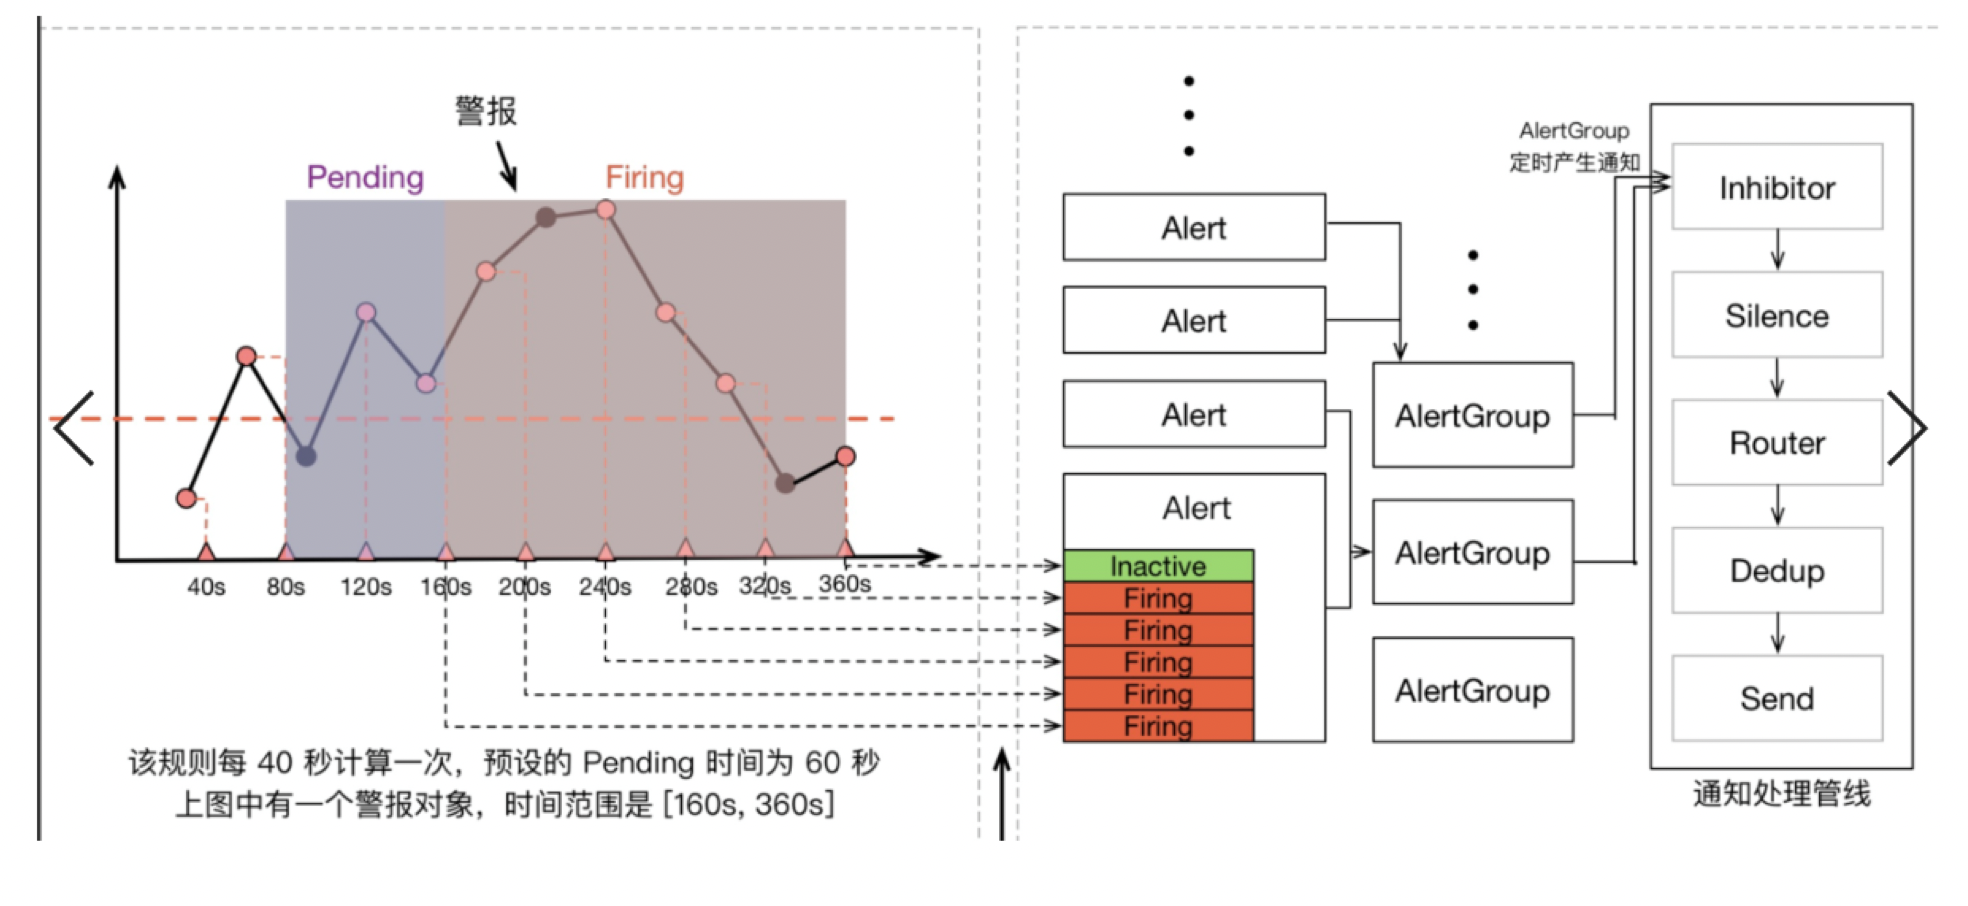 警报
Pending
Firing
40s
80s
120s
160s
200s
240s
280s
320s
360s
该规则每 40 秒计算一次，预设的 Pending 时间为 60 秒
上图中有一个警报对象，时间范围是 [160s, 360s]
Alert
Alert
Alert
Alert
Inactive
Firing
Firing
Firing
Firing
Firing
AlertGroup
AlertGroup
AlertGroup
AlertGroup
定时产生通知
Inhibitor
Silence
Router
Dedup
Send
通知处理管线